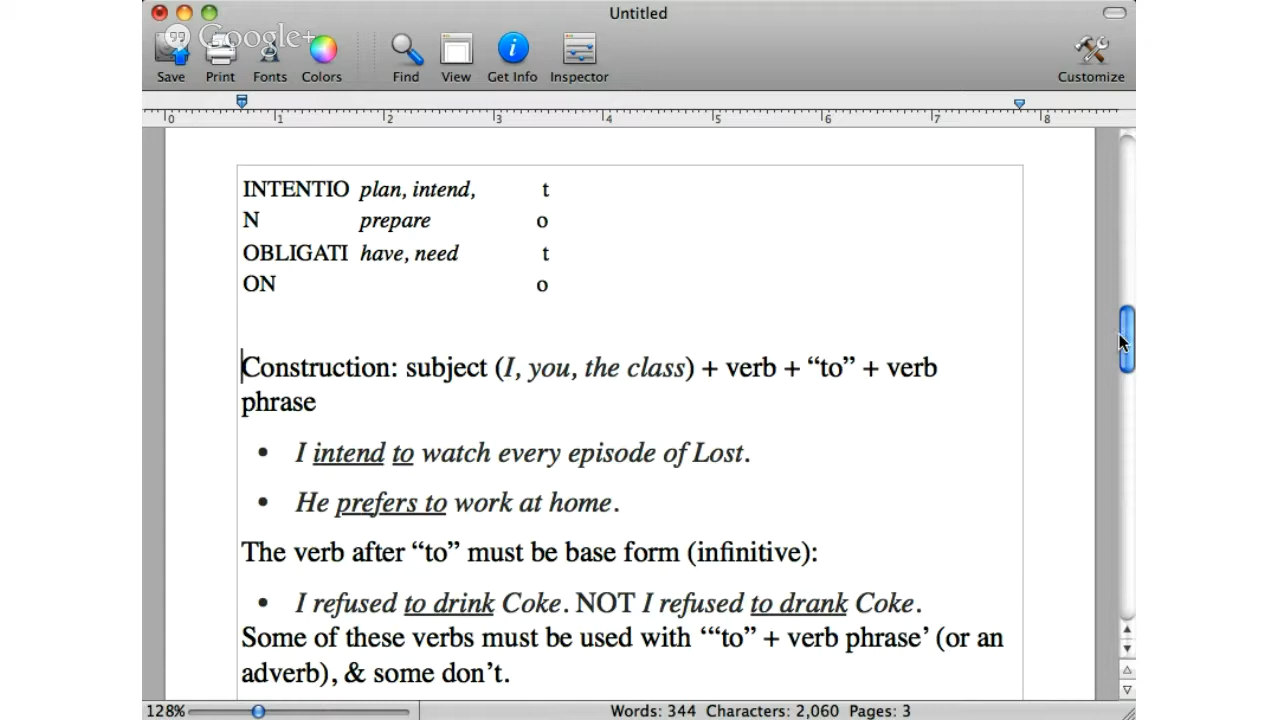 Untitled
Google+
Save Print Fonts Colors Find View Get Info Inspector Customize
0 1 2 3 4 5 6 7 8
INTENTIO plan, intend, t
N prepare o
OBLIGATI have, need t
ON o
Construction: subject (I, you, the class) + verb + “to” + verb
phrase
• I intend to watch every episode of Lost.
• He prefers to work at home.
The verb after “to” must be base form (infinitive):
• I refused to drink Coke. NOT I refused to drank Coke.
Some of these verbs must be used with ‘“to” + verb phrase’ (or an
adverb), & some don’t.
128% Words: 344 Characters: 2,060 Pages: 3